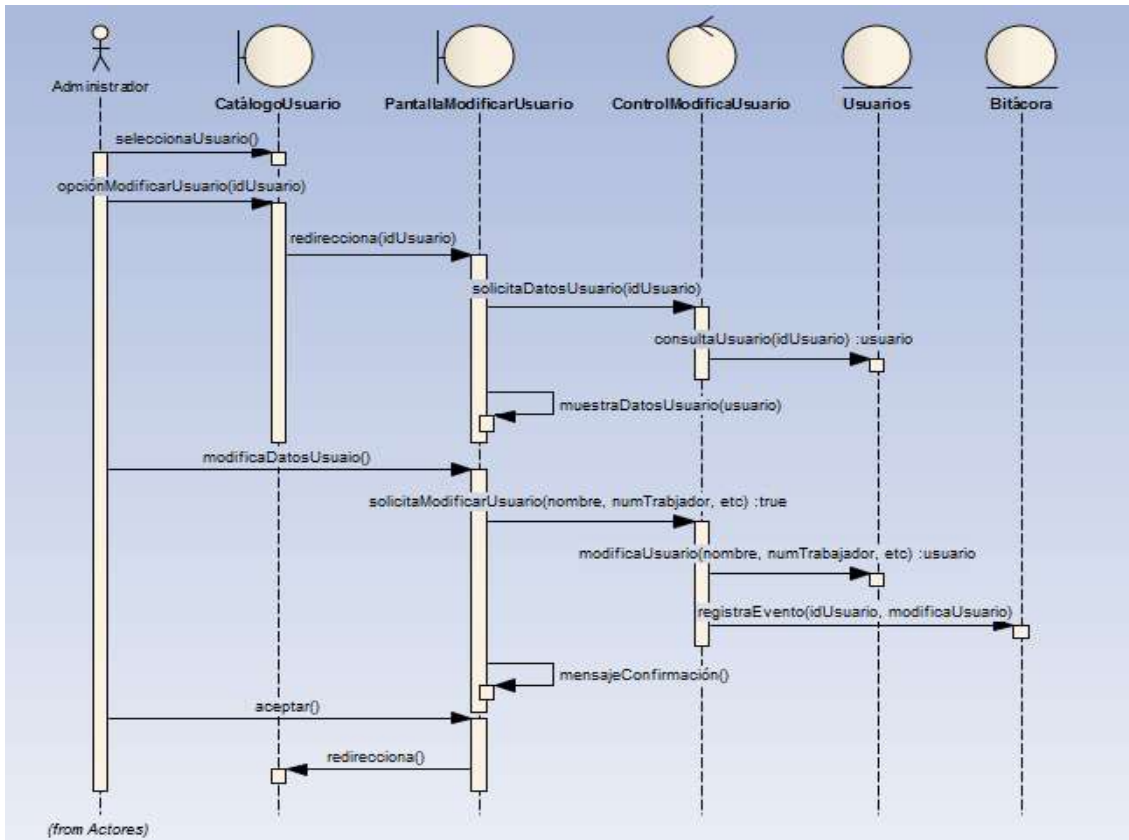 Administrador
CatálogoUsuario
PantallaModificarUsuario
ControlModificaUsuario
Usuarios
Bitácora
seleccionaUsuario()
opciónModificarUsuario(idUsuario)
redirecciona(idUsuario)
solicitaDatosUsuario(idUsuario)
consultaUsuario(idUsuario) :usuario
muestraDatosUsuario(usuario)
modificaDatosUsuaio()
solicitaModificarUsuario(nombre, numTrabjador, etc) :true
modificaUsuario(nombre, numTrabajador, etc) :usuario
registraEvento(idUsuario, modificaUsuario)
mensajeConfirmación()
aceptar()
redirecciona()
(from Actores)